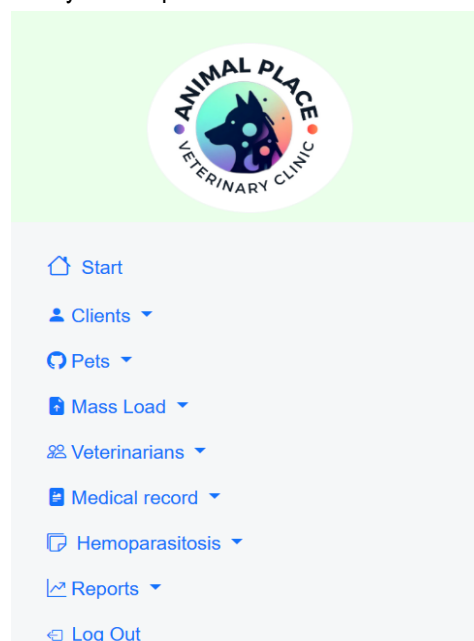 ANIMAL PLACE
VETERINARY CLINIC
Start
Clients
Pets
Mass Load
Veterinarians
Medical record
Hemoparasitosis
Reports
Log Out